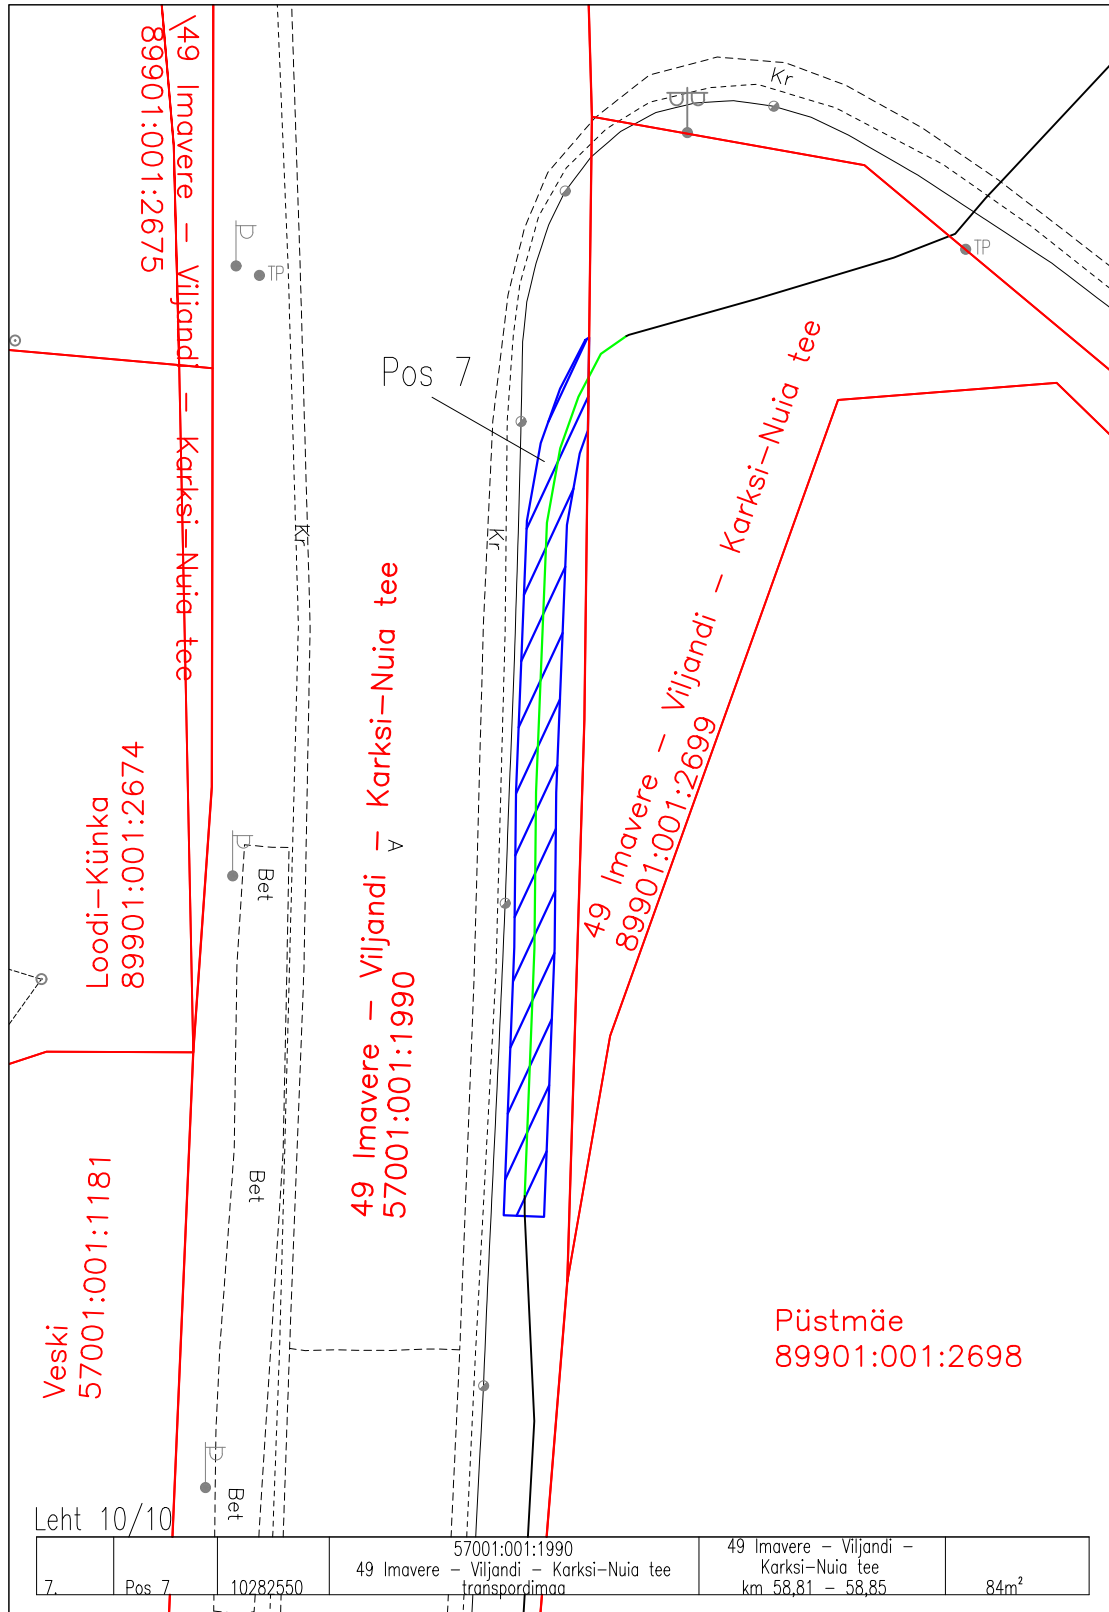 \49 Imavere – Viljandi – Karksi–Nuia tee
89901:001:2675
Kr
TP
TP
Pos 7
Kr
Kr
49 Imavere – Viljandi – Karksi–Nuia tee
89901:001:2699
49 Imavere – Viljandi – Karksi–Nuia tee
57001:001:1990
A
Loodi–Künka
89901:001:2674
Bet
Bet
Veski
57001:001:1181
Püstmäe
89901:001:2698
Bet
Leht 10/10
7.
Pos 7
10282550
57001:001:1990
49 Imavere – Viljandi – Karksi–Nuia tee
transpordimaa
49 Imavere – Viljandi –
Karksi–Nuia tee
km 58,81 – 58,85
84m²